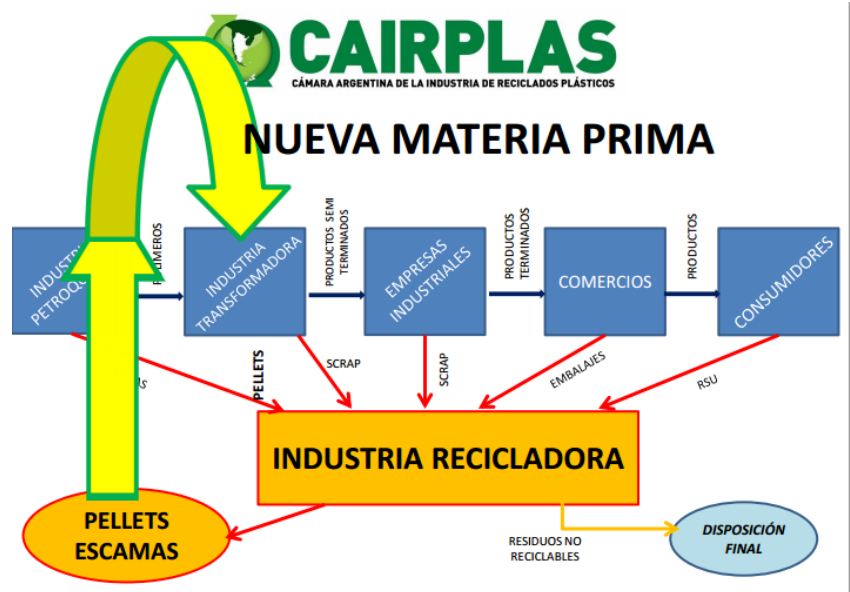 CAIRPLAS
CÁMARA ARGENTINA DE LA INDUSTRIA DE RECICLADOS PLÁSTICOS
NUEVA MATERIA PRIMA
PRODUCTOS SEMI
TERMINADOS
PRODUCTOS
TERMINADOS
PRODUCTOS
INDUSTRIA
TRANSFORMADORA
EMPRESAS
INDUSTRIALES
COMERCIOS
CONSUMIDORES
PELLETS
SCRAP
SCRAP
EMBALAJES
RSU
INDUSTRIA RECICLADORA
PELLETS
ESCAMAS
RESIDUOS NO
RECICLABLES
DISPOSICIÓN
FINAL